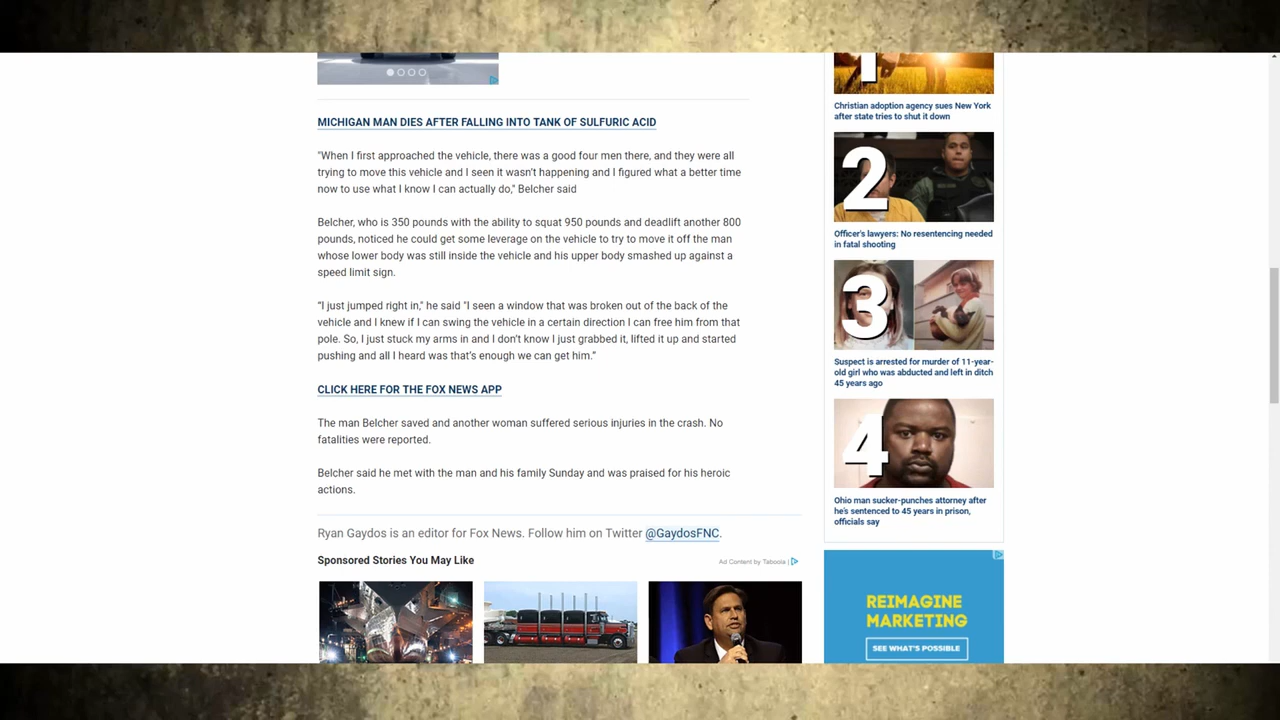 MICHIGAN MAN DIES AFTER FALLING INTO TANK OF SULFURIC ACID
"When I first approached the vehicle, there was a good four men there, and they were all
trying to move this vehicle and I seen it wasn't happening and I figured what a better time
now to use what I know I can actually do," Belcher said
Belcher, who is 350 pounds with the ability to squat 950 pounds and deadlift another 800
pounds, noticed he could get some leverage on the vehicle to try to move it off the man
whose lower body was still inside the vehicle and his upper body smashed up against a
speed limit sign.
"I just jumped right in," he said "I seen a window that was broken out of the back of the
vehicle and I knew if I can swing the vehicle in a certain direction I can free him from that
pole. So, I just stuck my arms in and I don't know I just grabbed it, lifted it up and started
pushing and all I heard was that's enough we can get him."
CLICK HERE FOR THE FOX NEWS APP
The man Belcher saved and another woman suffered serious injuries in the crash. No
fatalities were reported.
Belcher said he met with the man and his family Sunday and was praised for his heroic
actions.
Ryan Gaydos is an editor for Fox News. Follow him on Twitter @GaydosFNC.
Sponsored Stories You May Like
Ad Content by Taboola |
1
Christian adoption agency sues New York
after state tries to shut it down
2
Officer's lawyers: No resentencing needed
in fatal shooting
3
Suspect is arrested for murder of 11-year-
old girl who was abducted and left in ditch
45 years ago
4
Ohio man sucker-punches attorney after
he's sentenced to 45 years in prison,
officials say
REIMAGINE
MARKETING
SEE WHAT'S POSSIBLE